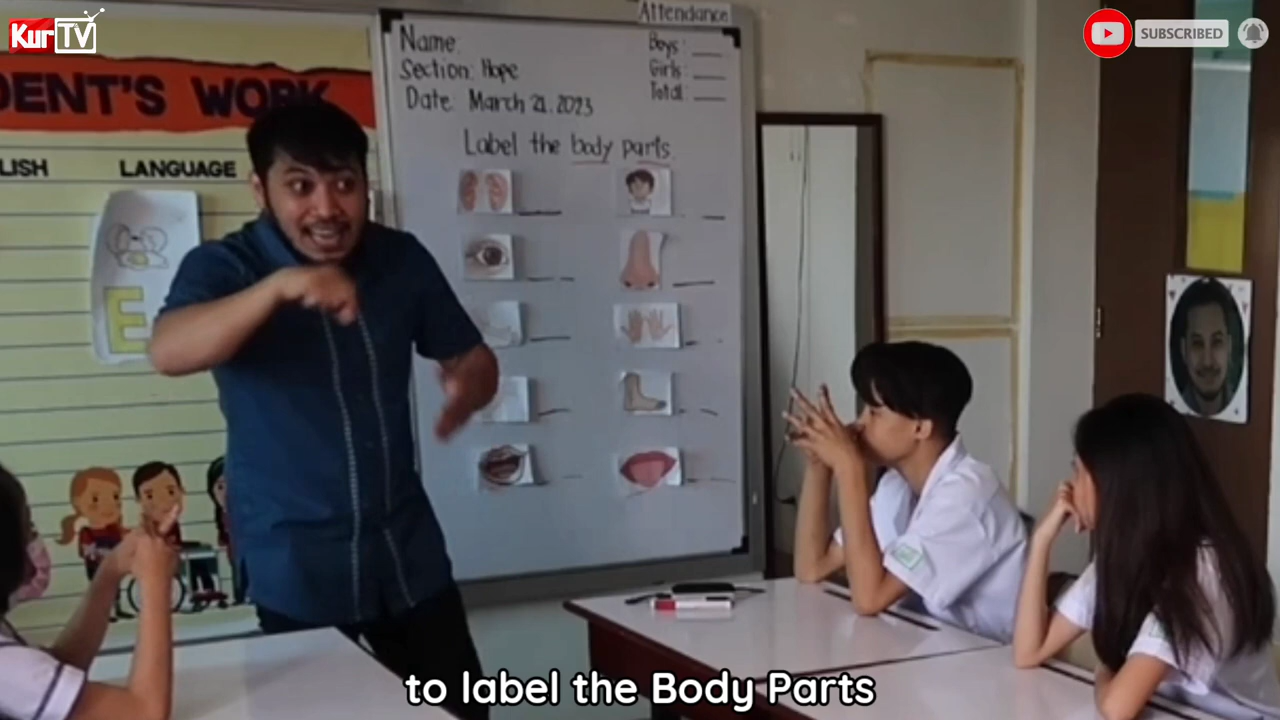 KurTV
SUBSCRIBED
Attendance
Name:
Boys:
Section: Hope
Girls:
Date: March 21, 2023
Total:
Label the body parts
DENT'S WORK
LISH
LANGUAGE
E
to label the Body Parts